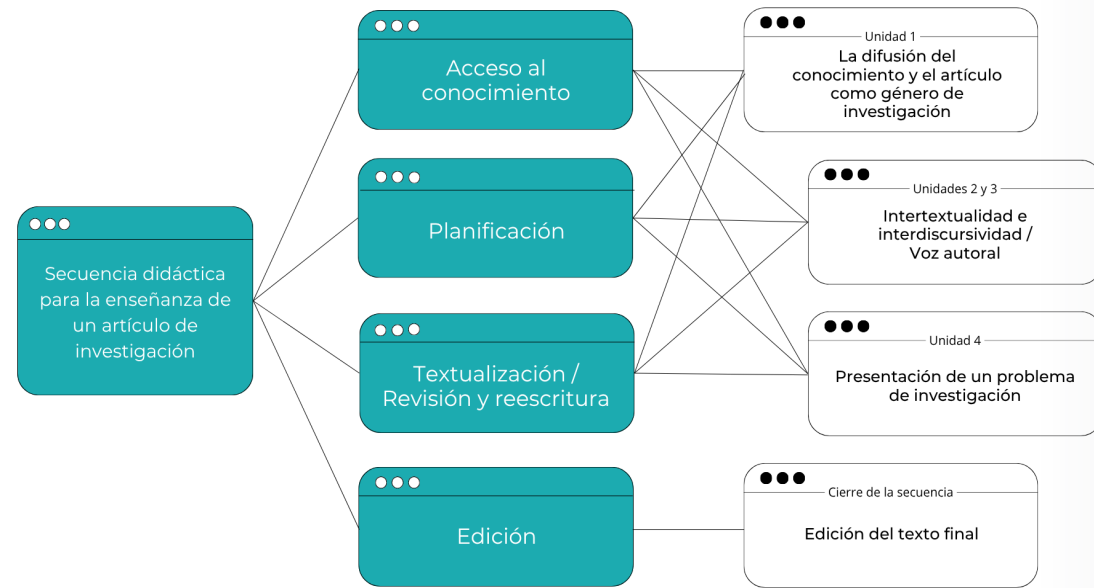 Secuencia didáctica
para la enseñanza de
un artículo de
investigación
Acceso al
conocimiento
Planificación
Textualización /
Revisión y reescritura
Edición
Unidad 1
La difusión del
conocimiento y el artículo
como género de
investigación
Unidades 2 y 3
Intertextualidad e
interdiscursividad /
Voz autoral
Unidad 4
Presentación de un problema
de investigación
Cierre de la secuencia
Edición del texto final